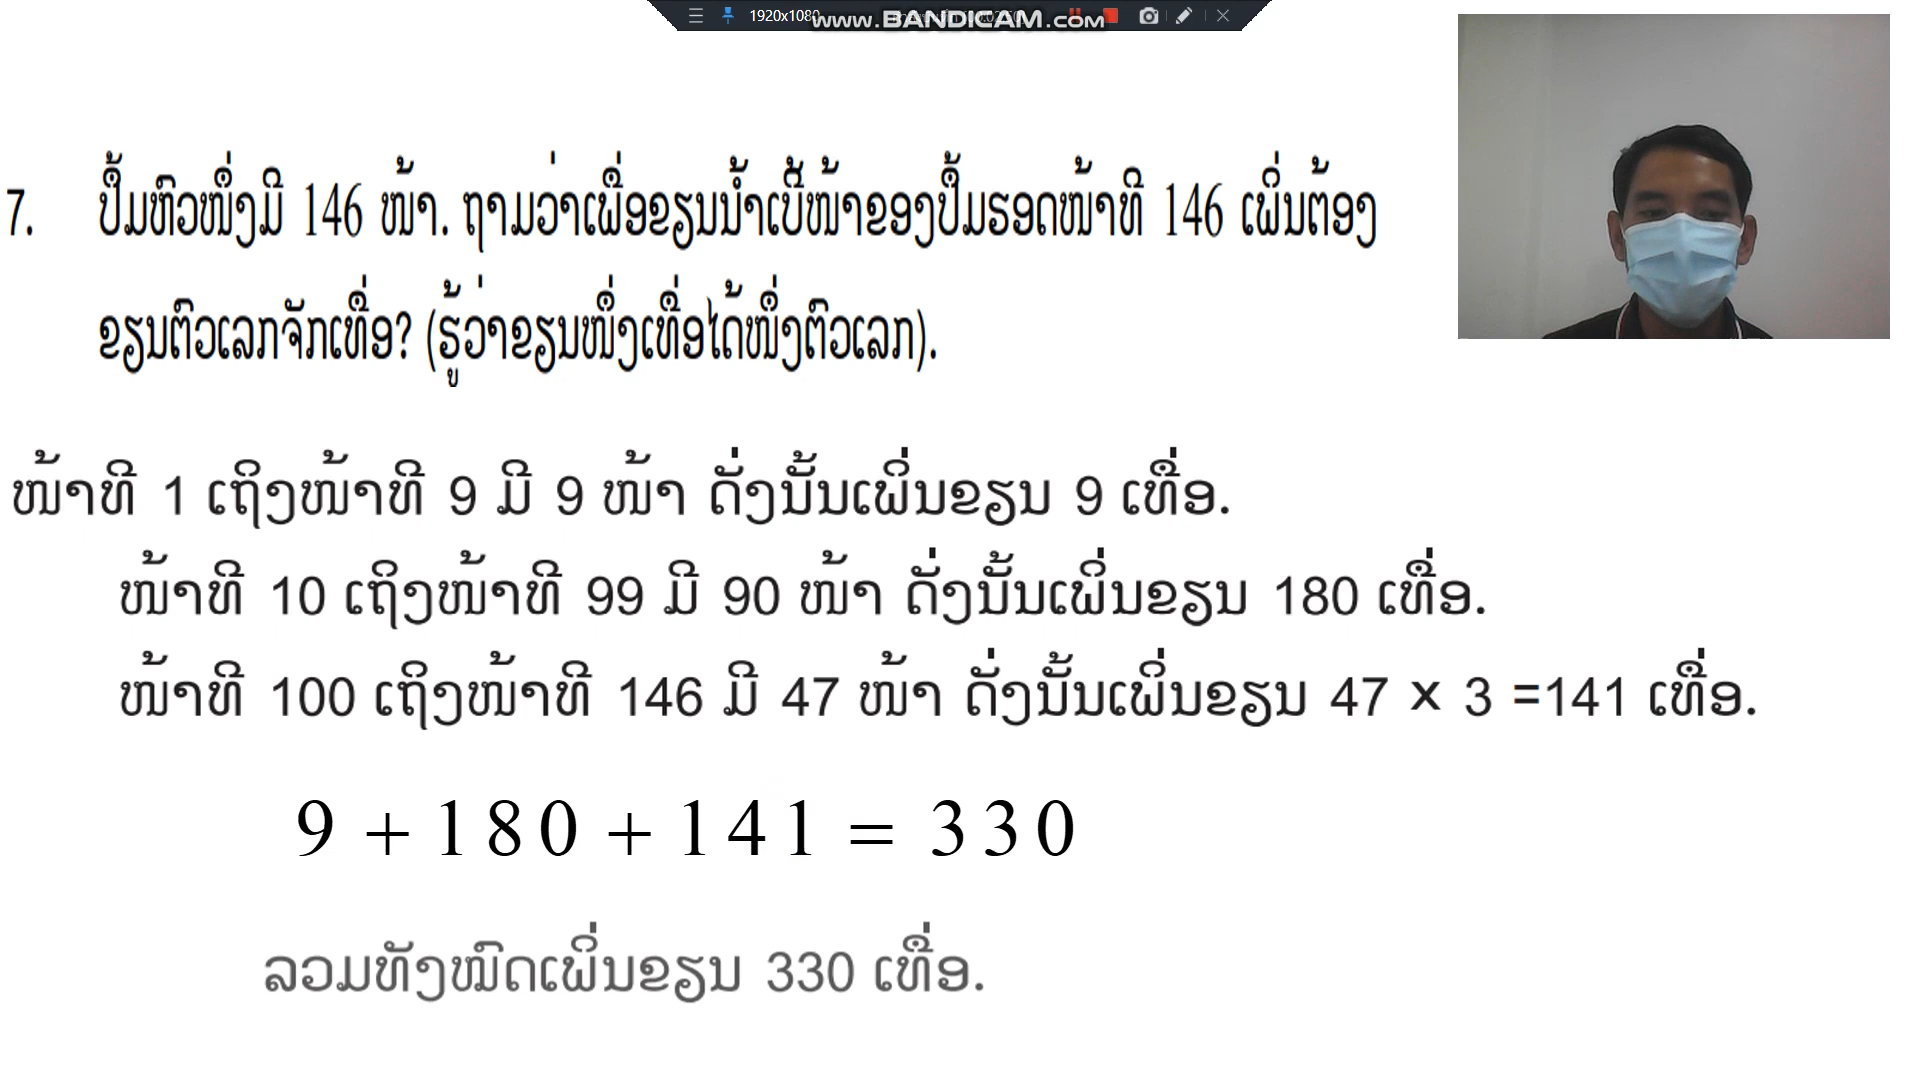 1920x1080
www.BANDICAM.com
7. ປຶ້ມຫົວໜຶ່ງມີ 146 ໜ້າ. ຖາມວ່າເພື່ອຂຽນນ້ຳເບີ້ໜ້າຂອງປຶ້ມຮອດໜ້າທີ 146 ເພິ່ນຕ້ອງ
ຂຽນຕົວເລກຈັກເທື່ອ? (ຮູ້ວ່າຂຽນໜຶ່ງເທື່ອໄດ້ໜຶ່ງຕົວເລກ).
ໜ້າທີ 1 ເຖິງໜ້າທີ 9 ມີ 9 ໜ້າ ດັ່ງນັ້ນເພິ່ນຂຽນ 9 ເທື່ອ.
ໜ້າທີ 10 ເຖິງໜ້າທີ 99 ມີ 90 ໜ້າ ດັ່ງນັ້ນເພິ່ນຂຽນ 180 ເທື່ອ.
ໜ້າທີ 100 ເຖິງໜ້າທີ 146 ມີ 47 ໜ້າ ດັ່ງນັ້ນເພິ່ນຂຽນ 47 x 3 =141 ເທື່ອ.
9 + 180 + 141 = 330
ລວມທັງໝົດເພິ່ນຂຽນ 330 ເທື່ອ.